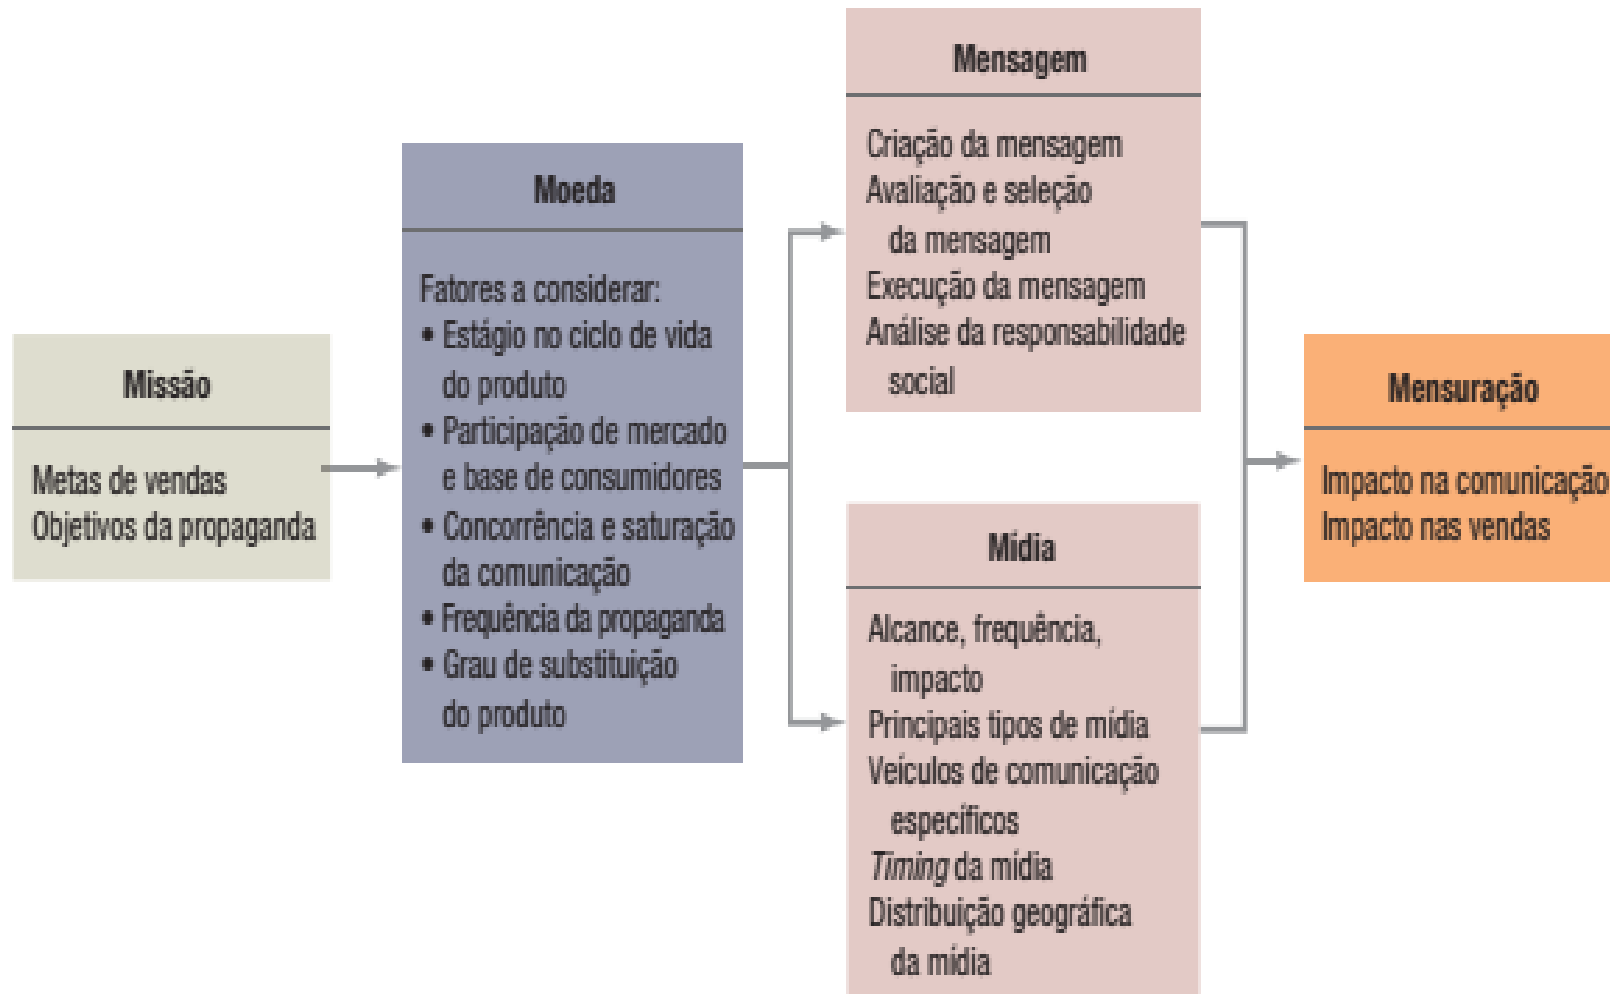 Missão
Metas de vendas
Objetivos da propaganda
Moeda
Fatores a considerar:
• Estágio no ciclo de vida
do produto
• Participação de mercado
e base de consumidores
• Concorrência e saturação
da comunicação
• Frequência da propaganda
• Grau de substituição
do produto
Mensagem
Criação da mensagem
Avaliação e seleção
da mensagem
Execução da mensagem
Análise da responsabilidade
social
Mídia
Alcance, frequência,
impacto
Principais tipos de mídia
Veículos de comunicação
específicos
Timing da mídia
Distribuição geográfica
da mídia
Mensuração
Impacto na comunicação
Impacto nas vendas